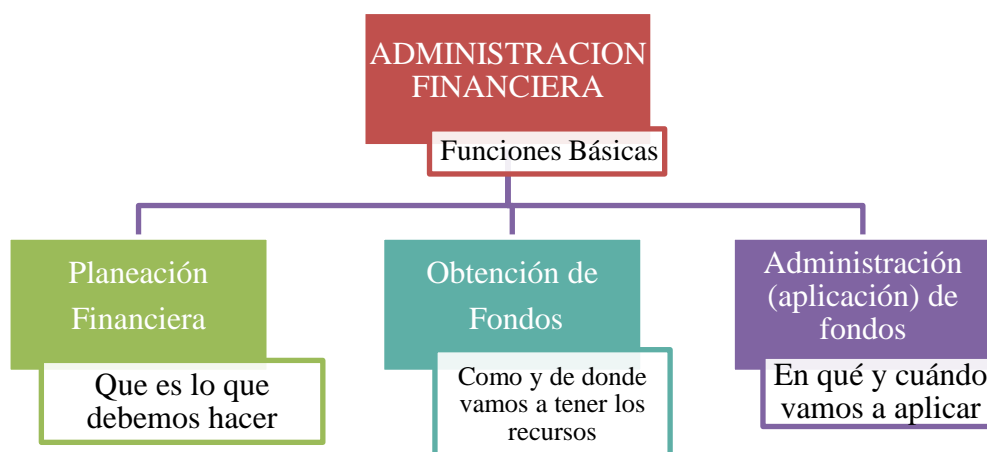 ADMINISTRACION
FINANCIERA
Funciones Básicas
Planeación
Financiera
Que es lo que
debemos hacer
Obtención de
Fondos
Como y de donde
vamos a tener los
recursos
Administración
(aplicación) de
fondos
En qué y cuándo
vamos a aplicar